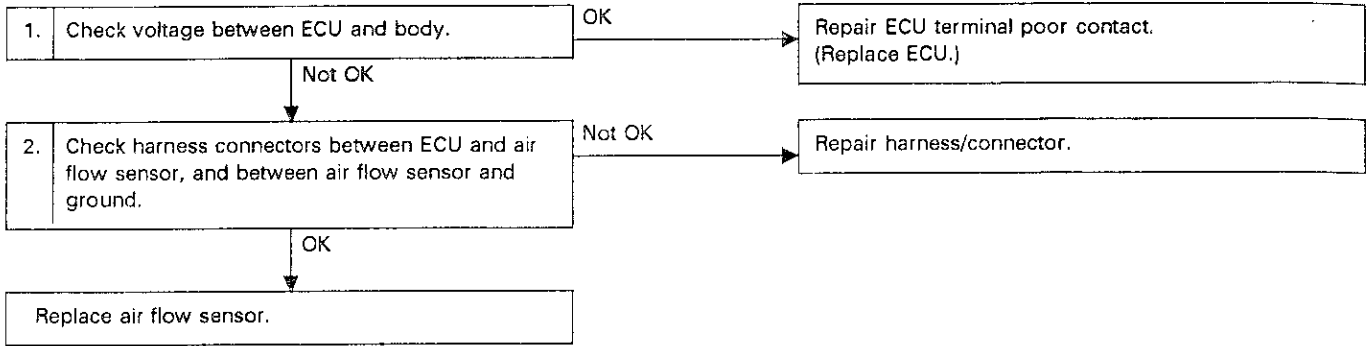 1. Check voltage between ECU and body.
OK
Repair ECU terminal poor contact.
(Replace ECU.)
Not OK
2. Check harness connectors between ECU and air
flow sensor, and between air flow sensor and
ground.
Not OK
Repair harness/connector.
OK
Replace air flow sensor.